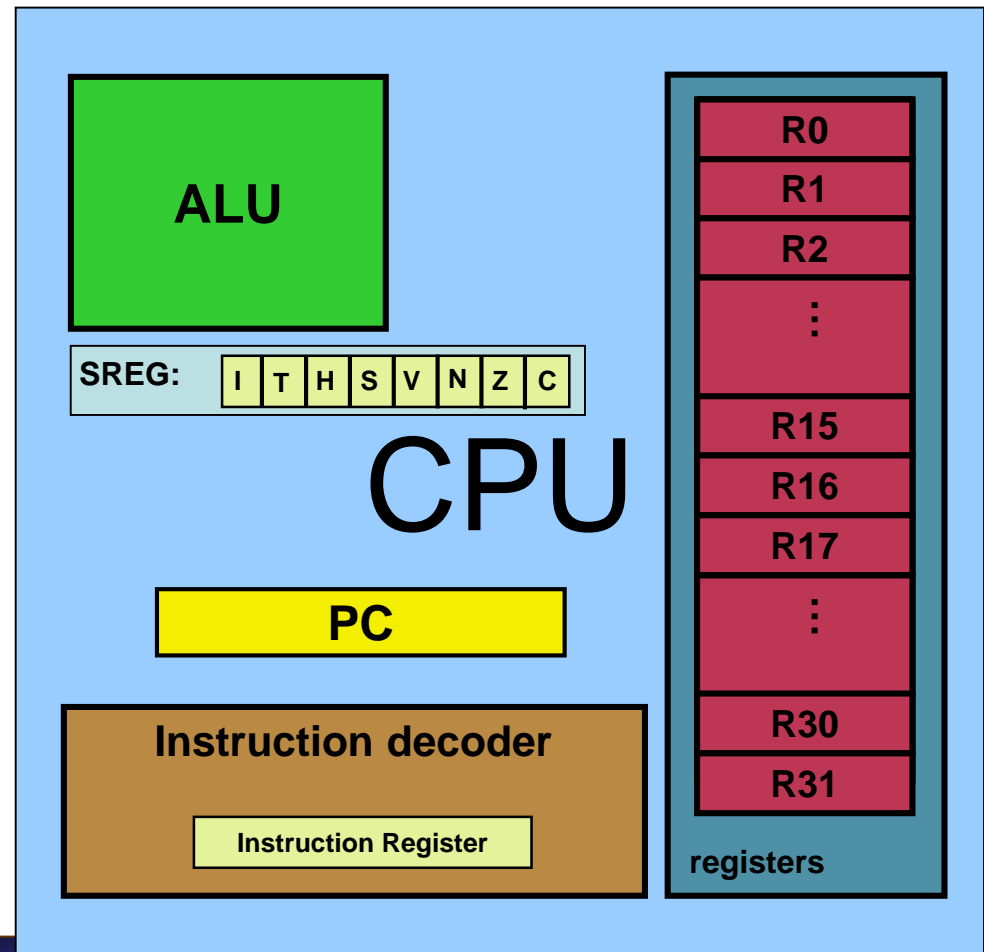 ALU
SREG: I T H S V N Z C
CPU
PC
Instruction decoder
Instruction Register
R0
R1
R2
⋮
R15
R16
R17
⋮
R30
R31
registers